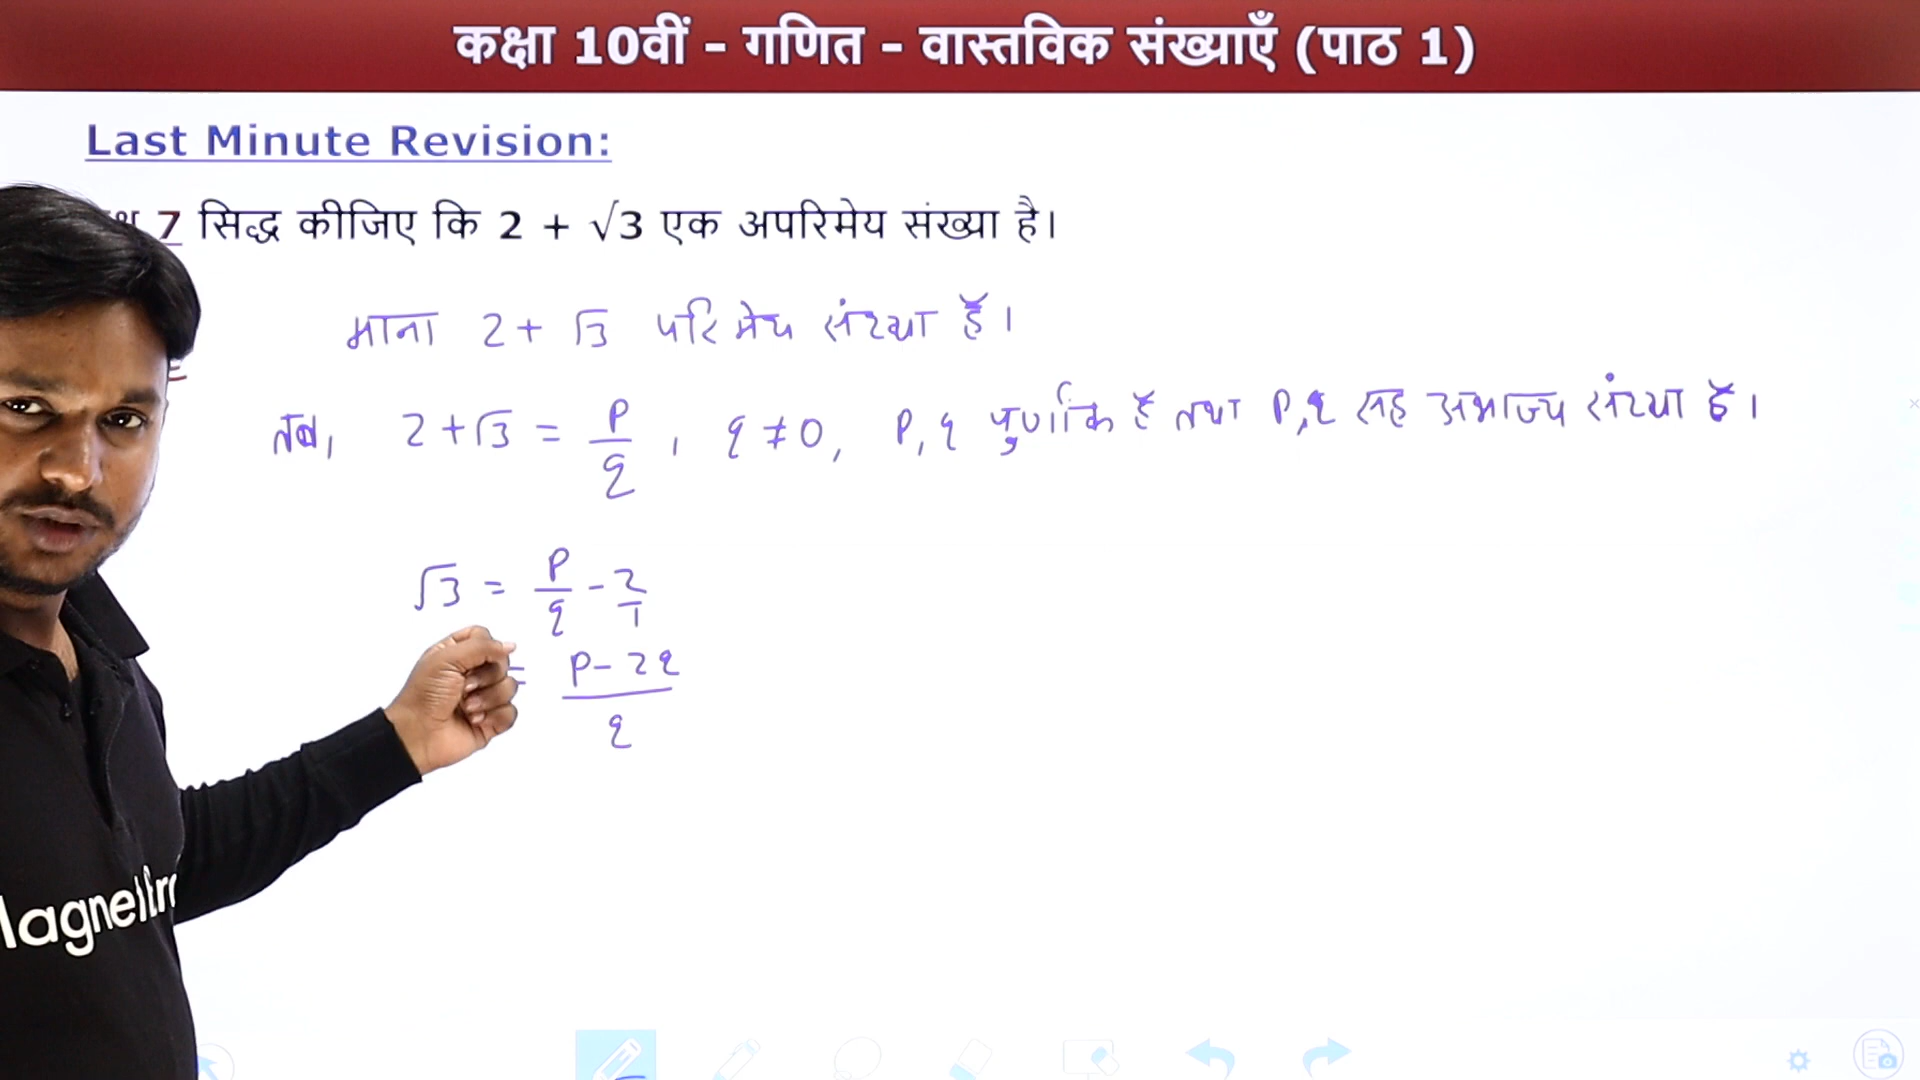 कक्षा 10वीं - गणित - वास्तविक संख्याएँ (पाठ 1)
Last Minute Revision:
7 सिद्ध कीजिए कि 2 + √3 एक अपरिमेय संख्या है।
माना 2 + √3 परिमेय संख्या है।
तब, 2 + √3 = p/q , q ≠ 0, p, q पूर्णांक हैं तथा p, q सह अभाज्य संख्या हैं।
√3 = p/q - 2/1
= p - 2q / q